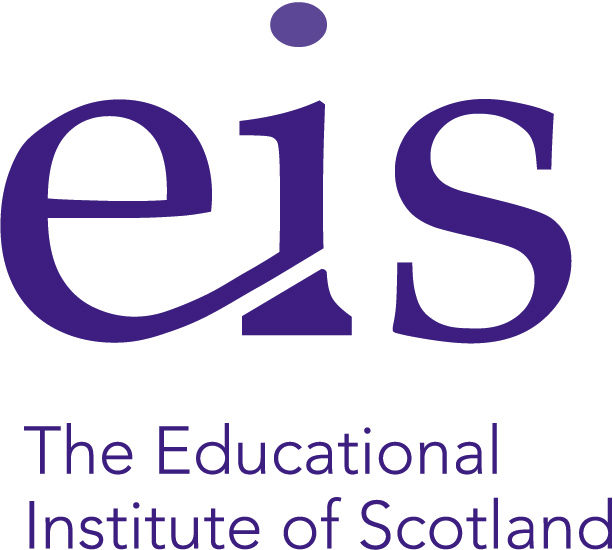 eis
The Educational
Institute of Scotland